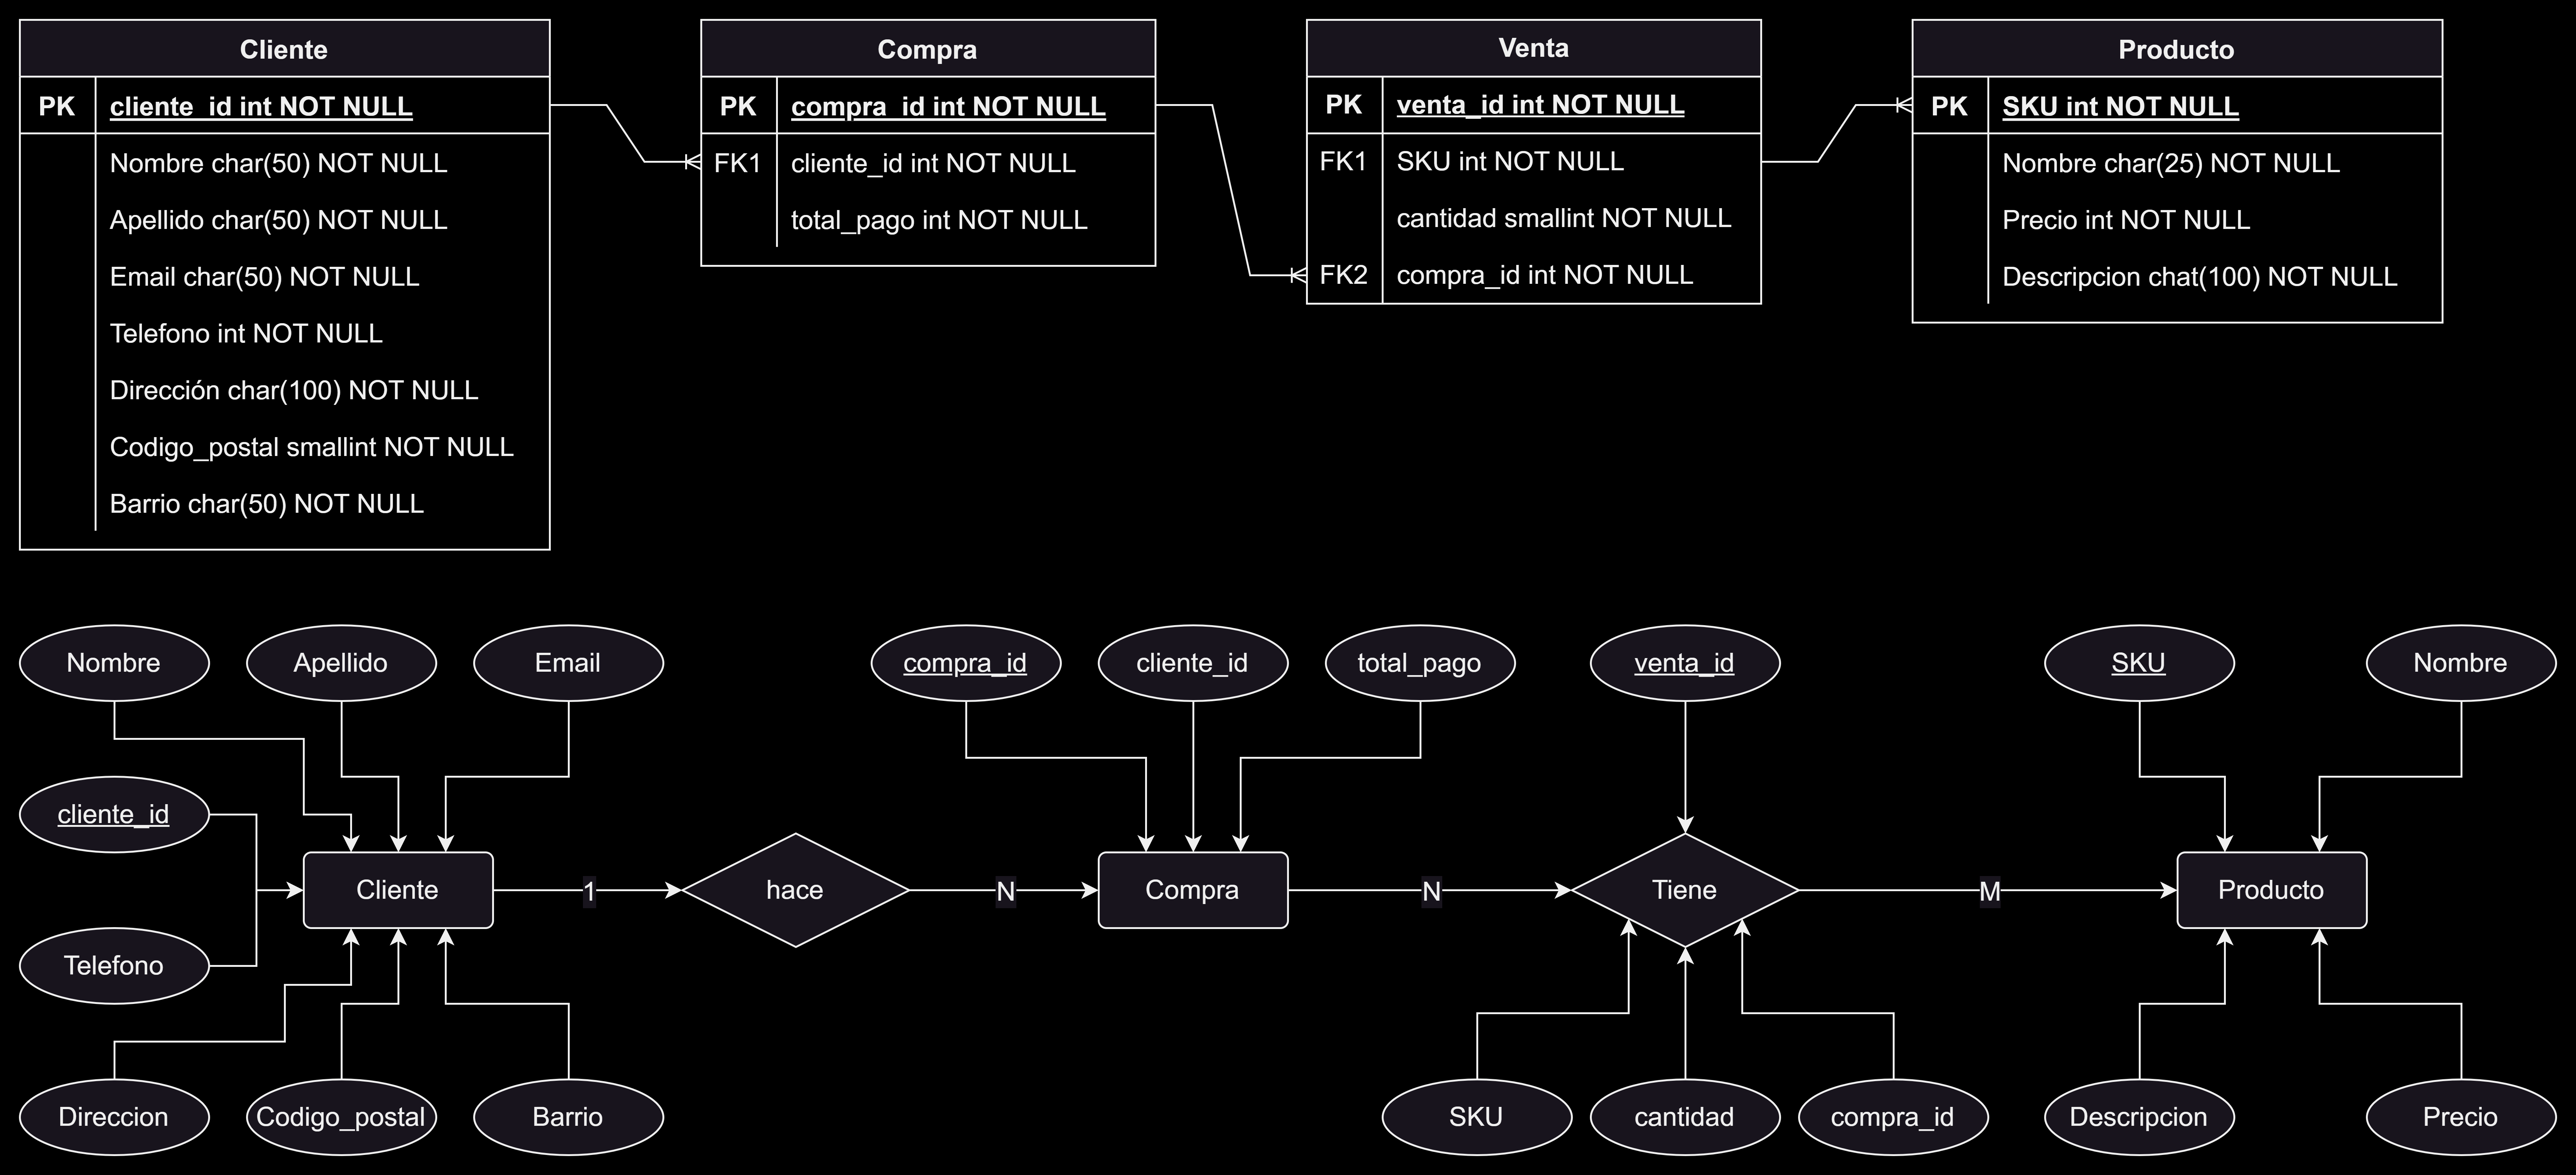 Cliente
PK cliente_id int NOT NULL
Nombre char(50) NOT NULL
Apellido char(50) NOT NULL
Email char(50) NOT NULL
Telefono int NOT NULL
Dirección char(100) NOT NULL
Codigo_postal smallint NOT NULL
Barrio char(50) NOT NULL
Compra
PK compra_id int NOT NULL
FK1 cliente_id int NOT NULL
total_pago int NOT NULL
Venta
PK venta_id int NOT NULL
FK1 SKU int NOT NULL
cantidad smallint NOT NULL
FK2 compra_id int NOT NULL
Producto
PK SKU int NOT NULL
Nombre char(25) NOT NULL
Precio int NOT NULL
Descripcion chat(100) NOT NULL
Nombre
Apellido
Email
compra_id
cliente_id
total_pago
venta_id
SKU
Nombre
cliente_id
Cliente
1
hace
N
Compra
N
Tiene
M
Producto
Telefono
Direccion
Codigo_postal
Barrio
SKU
cantidad
compra_id
Descripcion
Precio